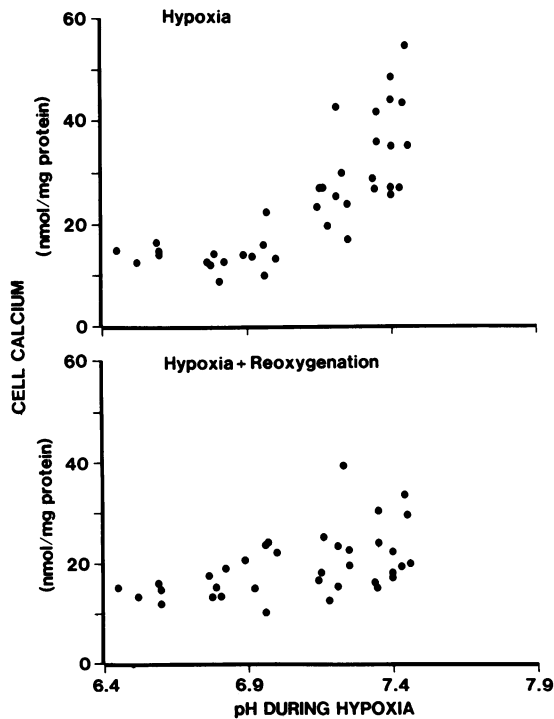 Hypoxia
60
40
20
0
(nmol/mg protein)
CELL CALCIUM
Hypoxia + Reoxygenation
60
40
20
0
(nmol/mg protein)
6.4 6.9 7.4 7.9
pH DURING HYPOXIA